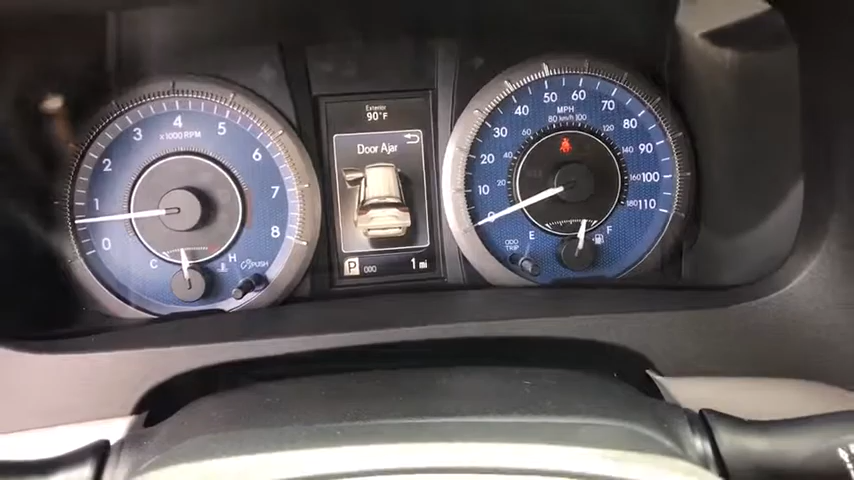 0
1
2
3
4
5
6
7
8
x1000 RPM
C
H
PUSH
Exterior
90°F
Door Ajar
P
000
1 mi
0
10
20
30
40
50
60
70
80
90
100
110
MPH
km/h
20
40
60
80
100
120
140
160
180
ODO
TRIP
E
F